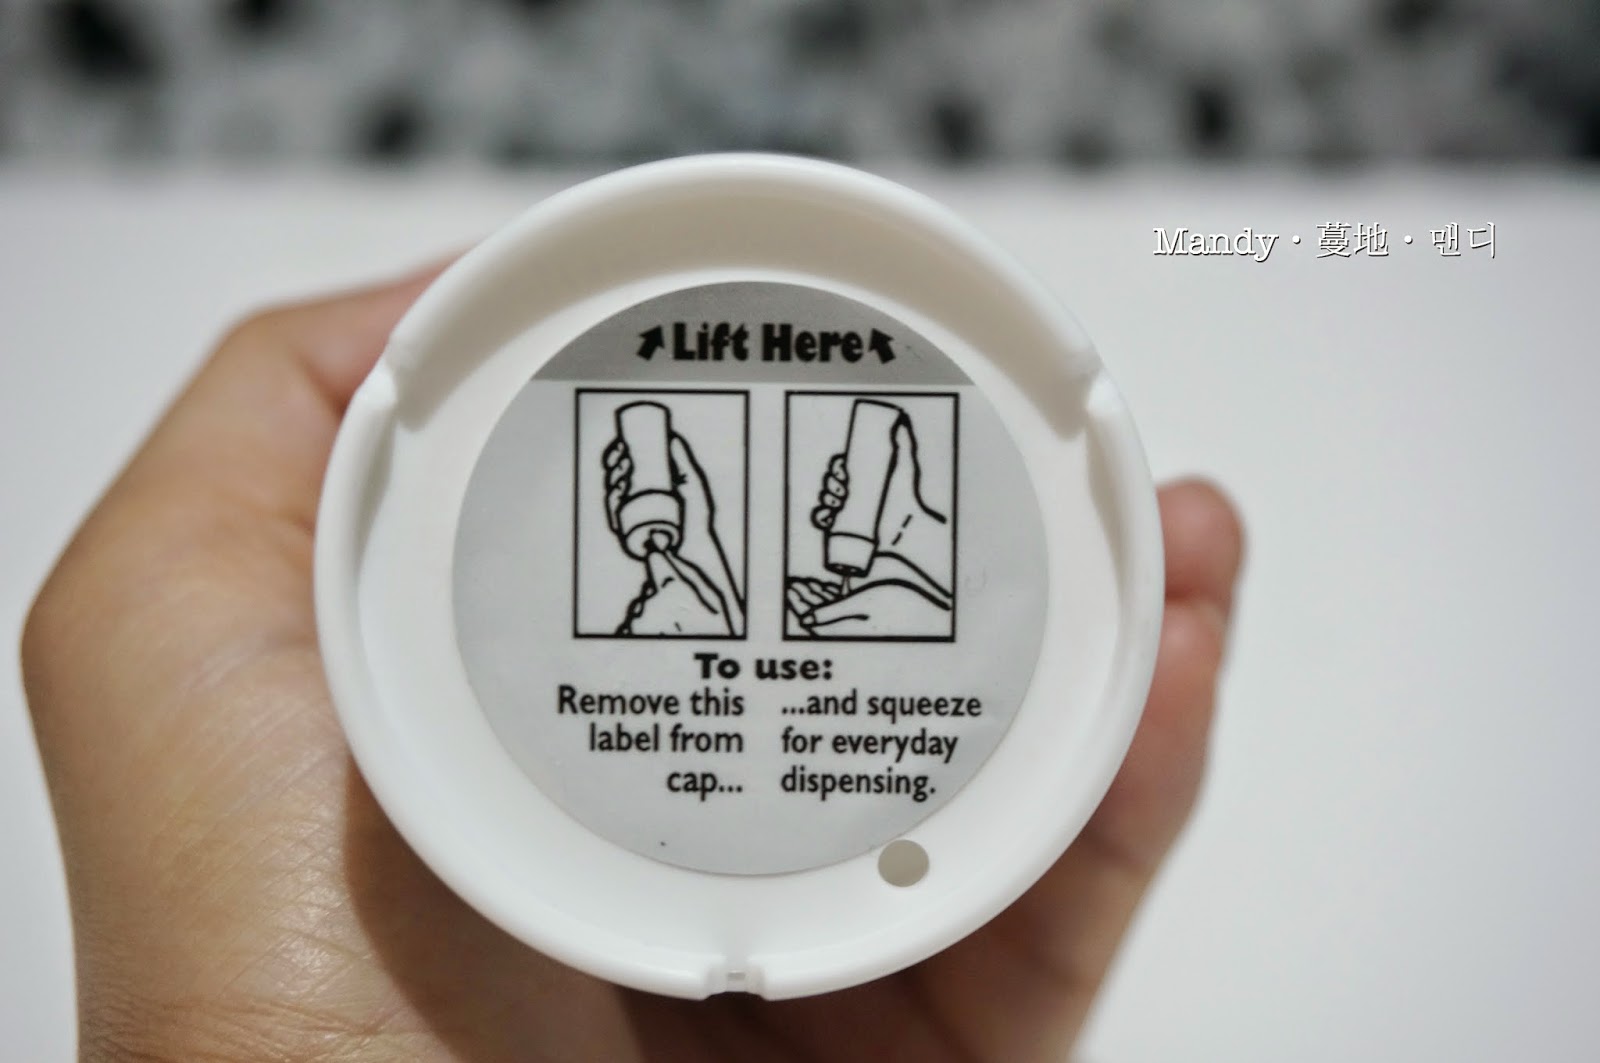 Mandy・蔓地・맨디
Lift Here
To use:
Remove this
label from
cap...
...and squeeze
for everyday
dispensing.